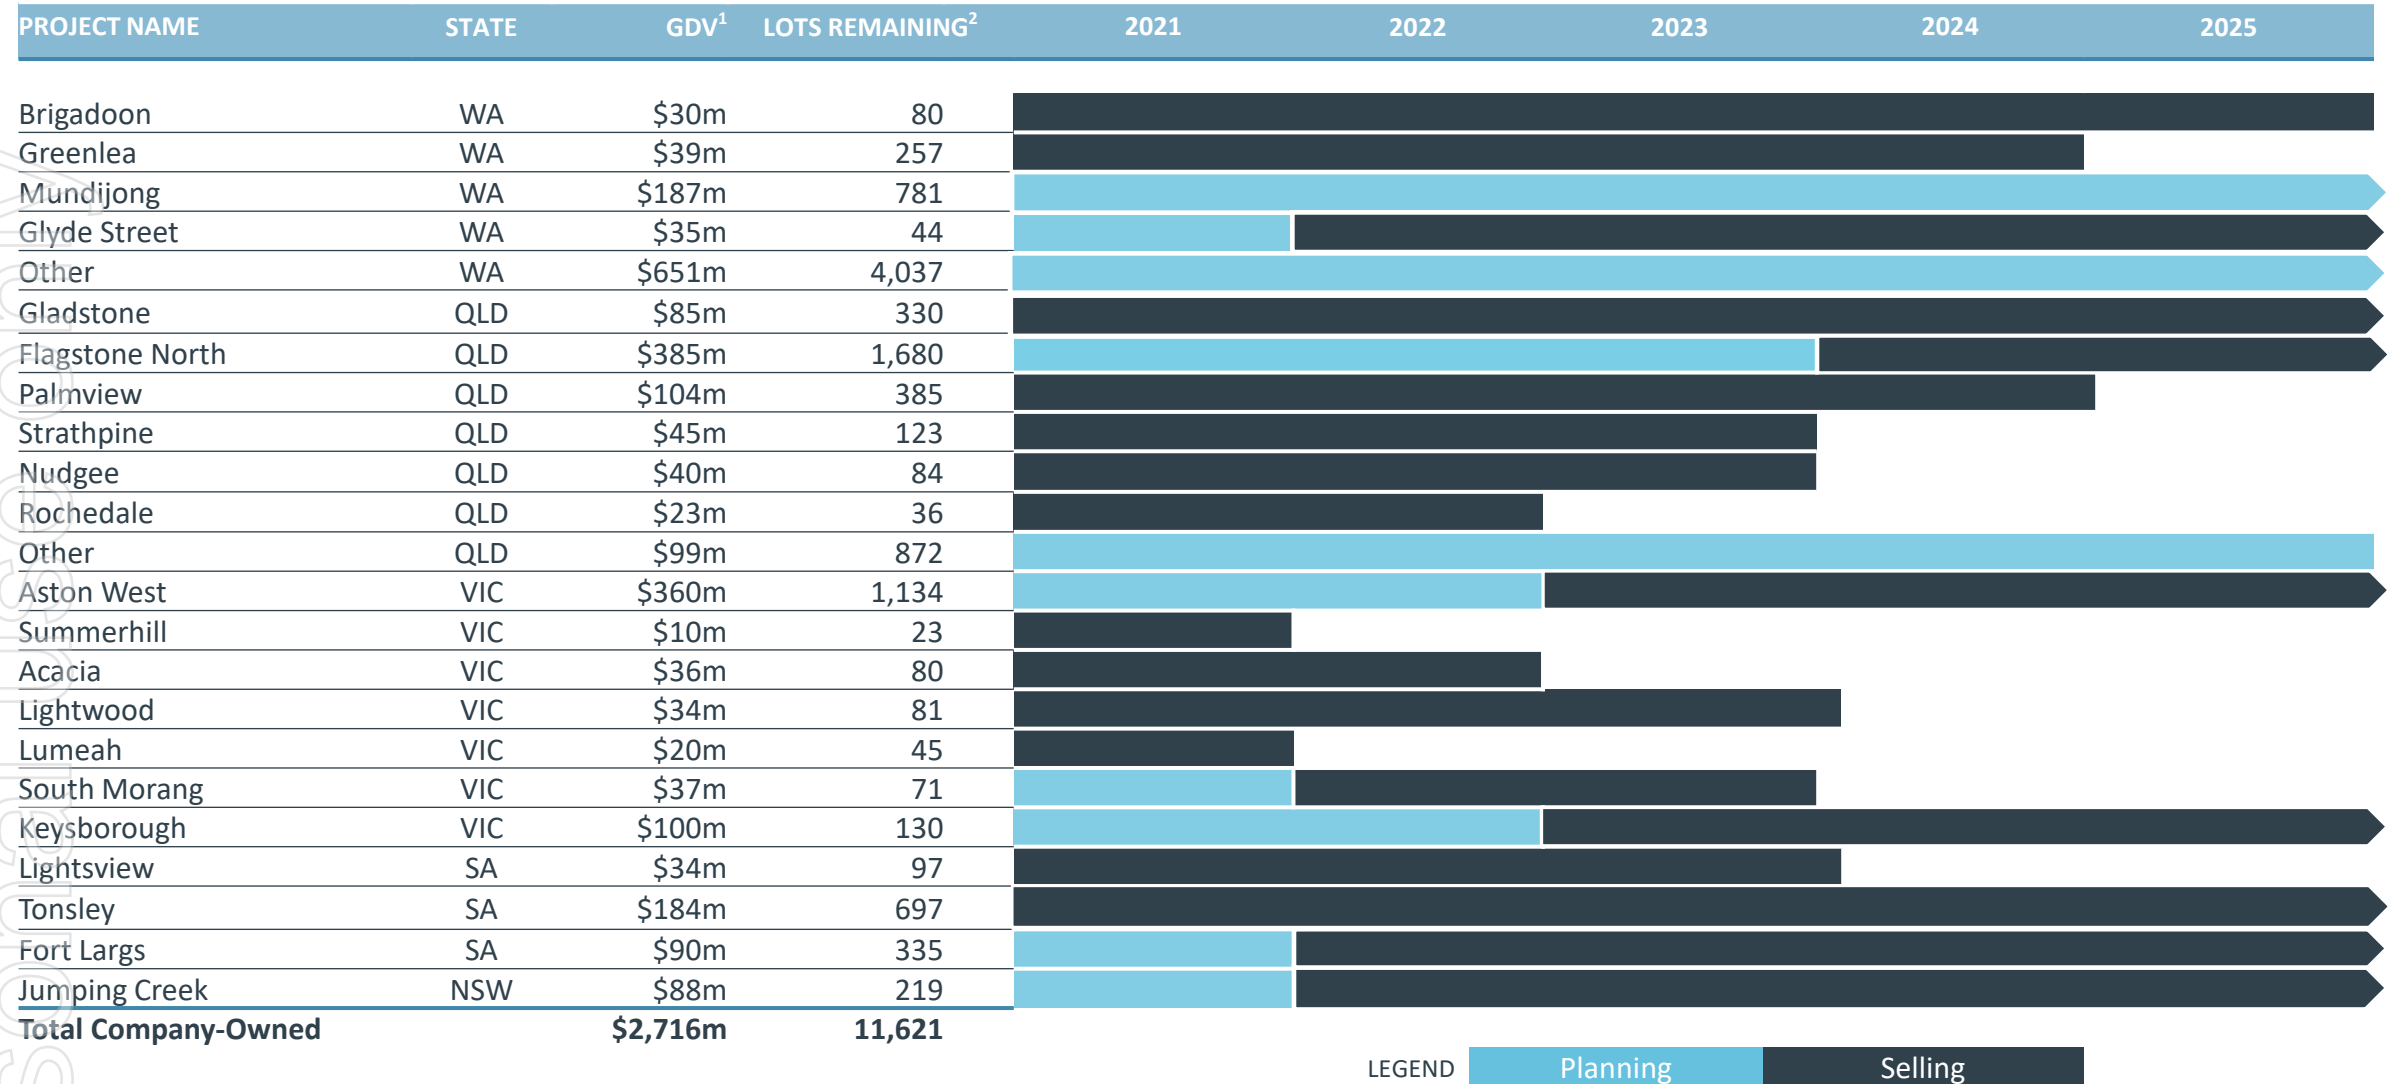 PROJECT NAME STATE GDV1 LOTS REMAINING2 2021 2022 2023 2024 2025
Brigadoon WA $30m 80
Greenlea WA $39m 257
Mundijong WA $187m 781
Glyde Street WA $35m 44
Other WA $651m 4,037
Gladstone QLD $85m 330
Flagstone North QLD $385m 1,680
Palmview QLD $104m 385
Strathpine QLD $45m 123
Nudgee QLD $40m 84
Rochedale QLD $23m 36
Other QLD $99m 872
Aston West VIC $360m 1,134
Summerhill VIC $10m 23
Acacia VIC $36m 80
Lightwood VIC $34m 81
Lumeah VIC $20m 45
South Morang VIC $37m 71
Keysborough VIC $100m 130
Lightsview SA $34m 97
Tonsley SA $184m 697
Fort Largs SA $90m 335
Jumping Creek NSW $88m 219
Total Company-Owned $2,716m 11,621
LEGEND Planning Selling
sonal use only